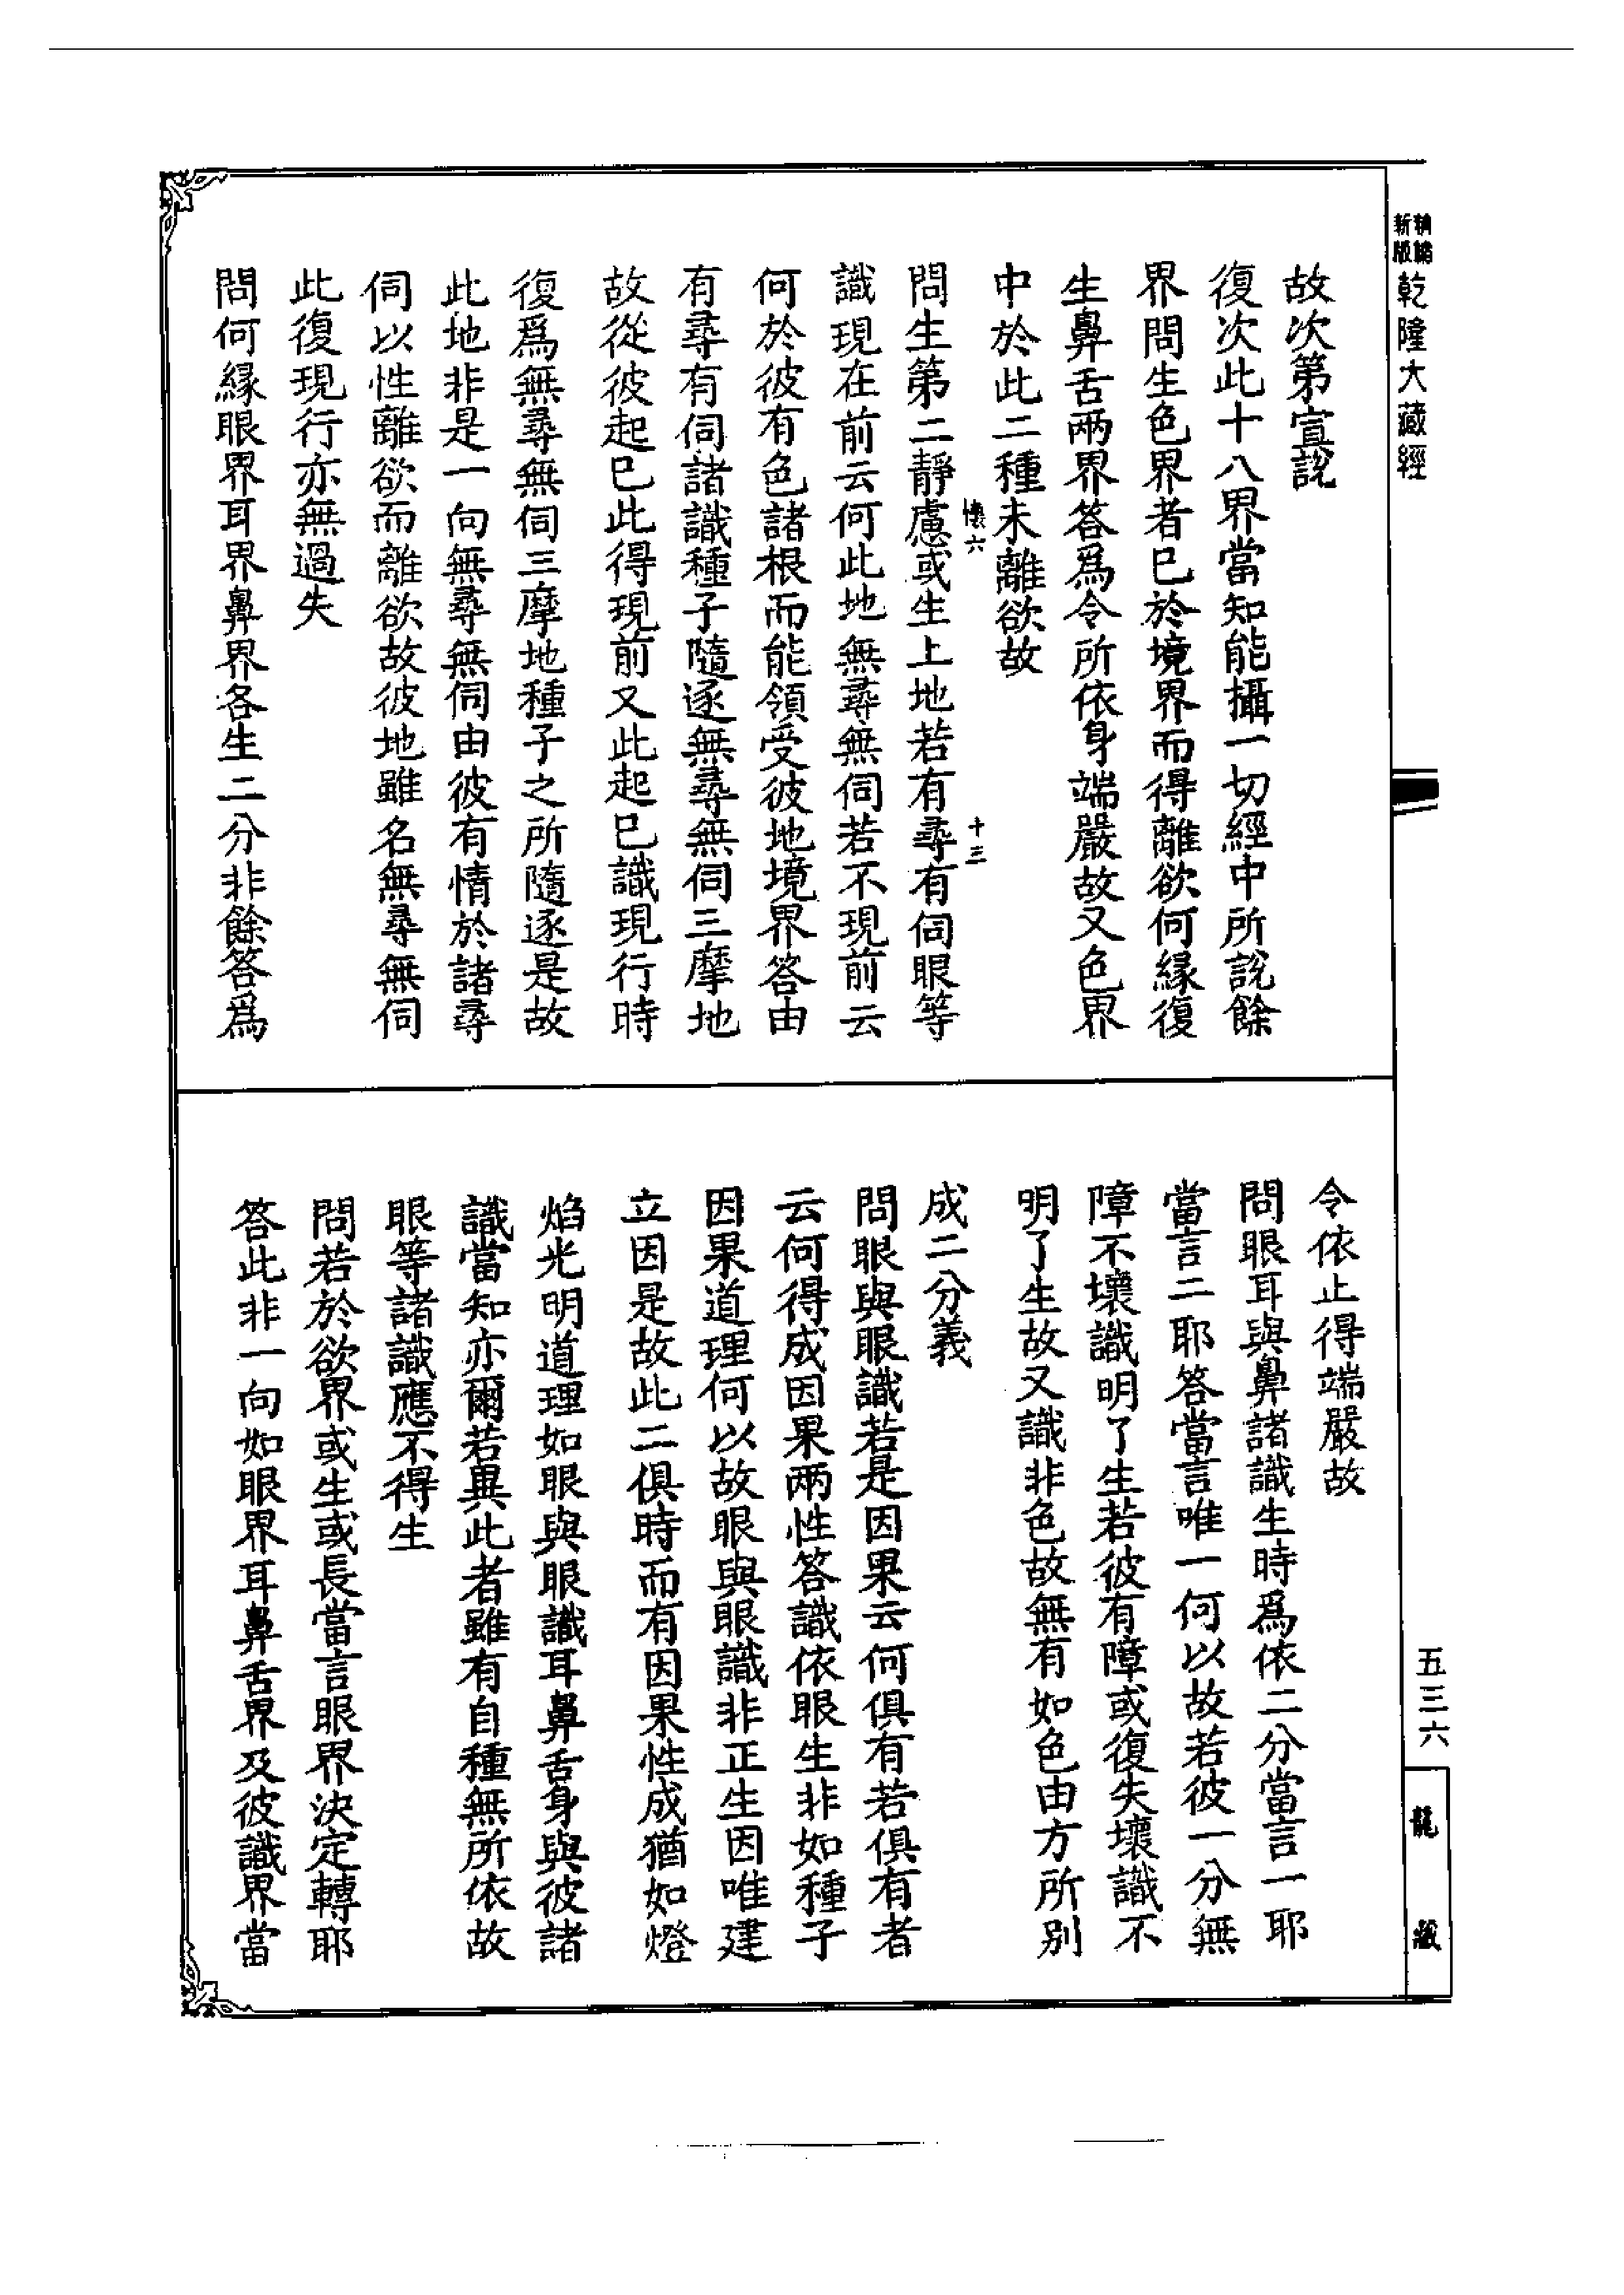 精編
新版
乾隆大藏經
故次第宣説
復次此十八界當知能攝一切經中所説餘
界問生色界者已於境界而得離欲何緣復
生鼻舌兩界答爲令所依身端嚴故又色界
中於此二種未離欲故
懷六
十三
問生第二靜慮或生上地若有尋有伺眼等
識現在前云何此地無尋無伺若不現前云
何於彼有色諸根而能領受彼地境界答由
有尋有伺諸識種子隨逐無尋無伺三摩地
故從彼起已此得現前又此起已識現行時
復爲無尋無伺三摩地種子之所隨逐是故
此地非是一向無尋無伺由彼有情於諸尋
伺以性離欲而離欲故彼地雖名無尋無伺
此復現行亦無過失
問何緣眼界耳界鼻界各生二分非餘答爲
令依止得端嚴故
問眼耳與鼻諸識生時爲依二分當言一耶
當言二耶答當言唯一何以故若彼一分無
障不壞識明了生若彼有障或復失壞識不
明了生故又識非色故無有如色由方所別
成二分義
問眼與眼識若是因果云何俱有若俱有者
云何得成因果兩性答識依眼生非如種子
因果道理何以故眼與眼識非正生因唯建
立因是故此二俱時而有因果性成猶如燈
焰光明道理如眼與眼識耳鼻舌身與彼諸
識當知亦爾若異此者雖有自種無所依故
眼等諸識應不得生
問若於欲界或生或長當言眼界決定轉耶
答此非一向如眼界耳鼻舌界及彼識界當
五三六
龍藏